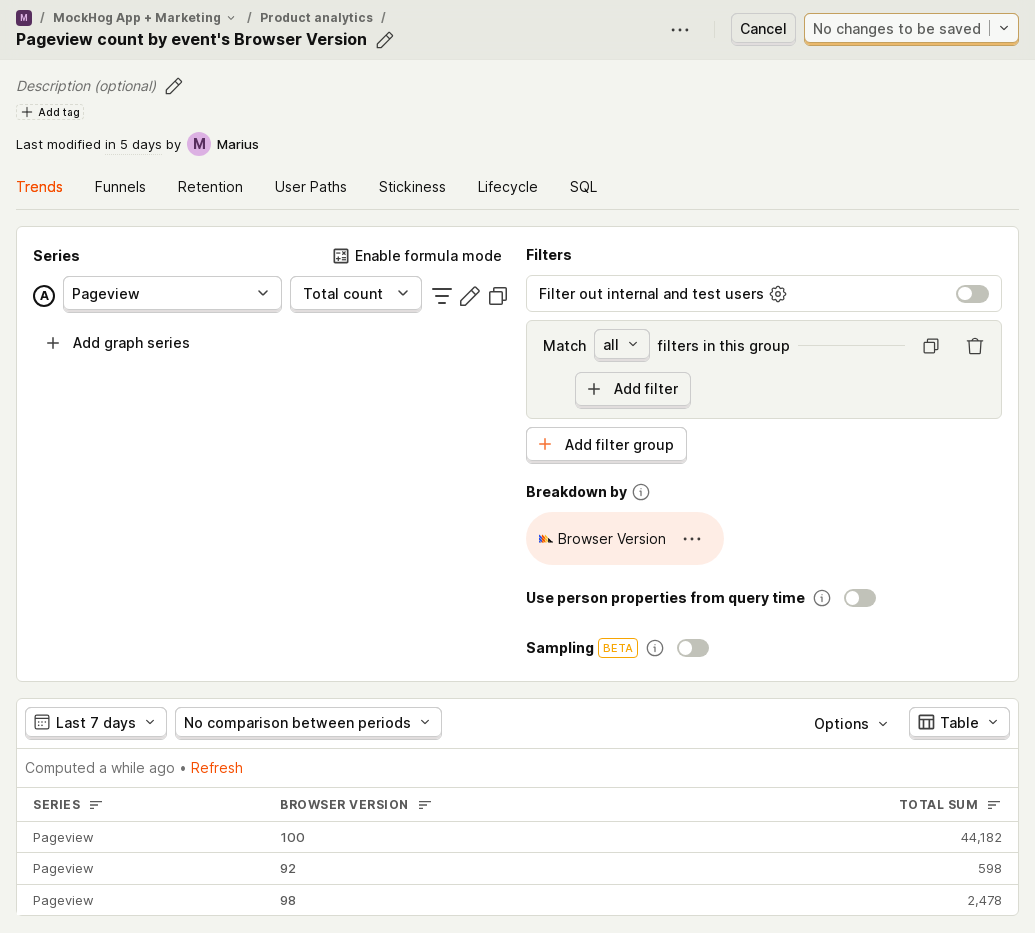 M / MockHog App + Marketing / Product analytics /
Pageview count by event's Browser Version
Cancel
No changes to be saved
Description (optional)
Add tag
Last modified in 5 days by M Marius
Trends Funnels Retention User Paths Stickiness Lifecycle SQL
Series
Enable formula mode
A Pageview Total count
Add graph series
Filters
Filter out internal and test users
Match all filters in this group
Add filter
Add filter group
Breakdown by
Browser Version
Use person properties from query time
Sampling BETA
Last 7 days No comparison between periods Options Table
Computed a while ago • Refresh
SERIES BROWSER VERSION TOTAL SUM
Pageview 100 44,182
Pageview 92 598
Pageview 98 2,478